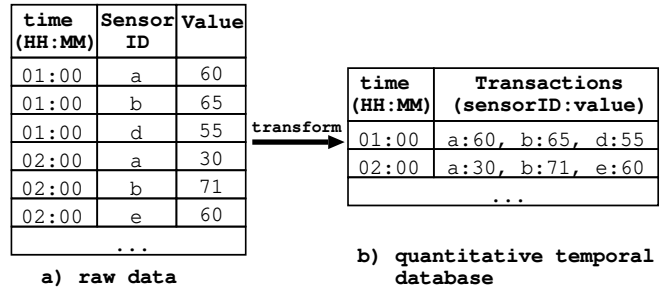 time Sensor Value
(HH:MM) ID
01:00 a 60
01:00 b 65
01:00 d 55
02:00 a 30
02:00 b 71
02:00 e 60
...
a) raw data
transform
time Transactions
(HH:MM) (sensorID:value)
01:00 a:60, b:65, d:55
02:00 a:30, b:71, e:60
...
b) quantitative temporal
database